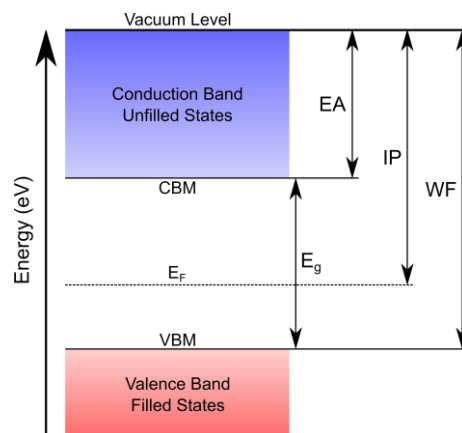 Vacuum Level
Conduction Band
Unfilled States
EA
IP
WF
CBM
Energy (eV)
E_F
E_g
VBM
Valence Band
Filled States